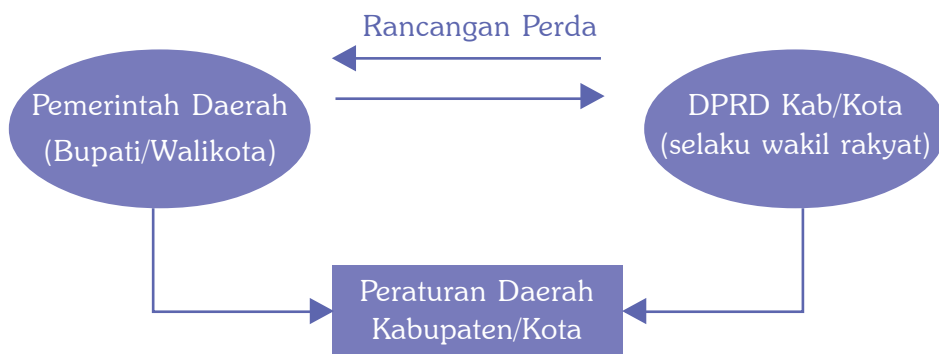 Rancangan Perda
Pemerintah Daerah
(Bupati/Walikota)
DPRD Kab/Kota
(selaku wakil rakyat)
Peraturan Daerah
Kabupaten/Kota